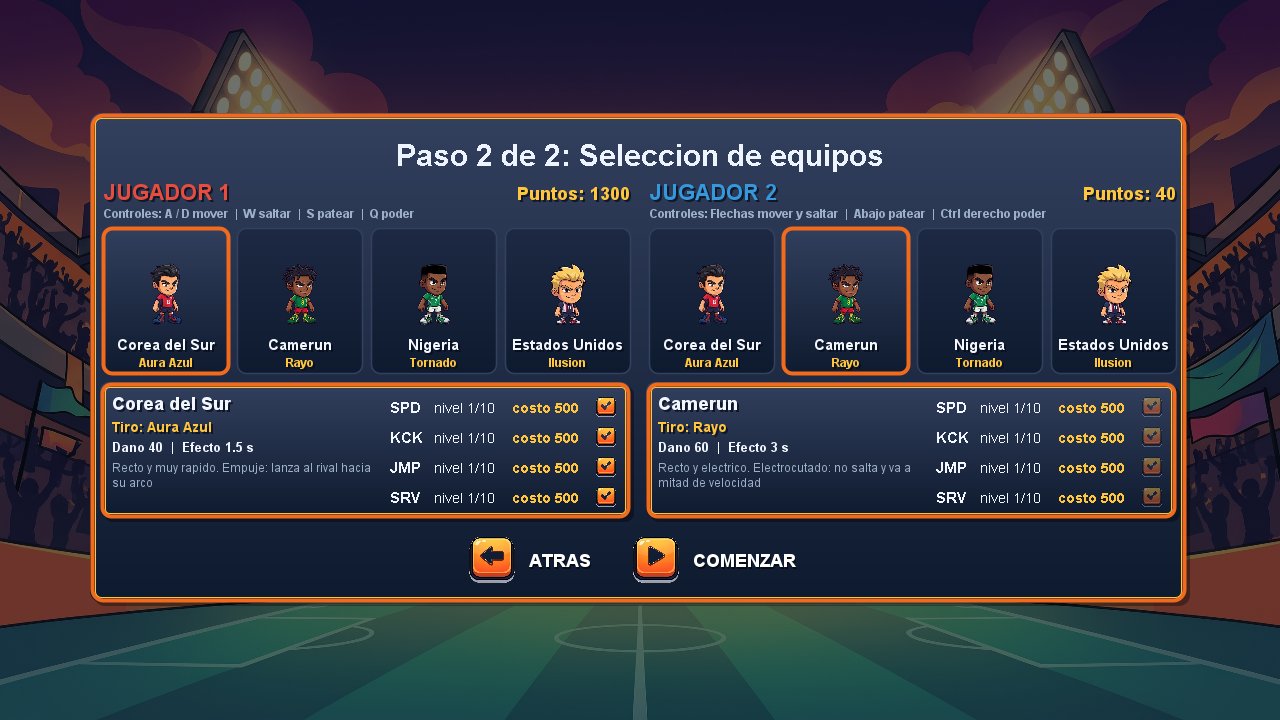 Paso 2 de 2: Seleccion de equipos
JUGADOR 1
Puntos: 1300
Controles: A / D mover | W saltar | S patear | Q poder
JUGADOR 2
Puntos: 40
Controles: Flechas mover y saltar | Abajo patear | Ctrl derecho poder
Corea del Sur
Aura Azul
Camerun
Rayo
Nigeria
Tornado
Estados Unidos
Ilusion
Corea del Sur
Aura Azul
Camerun
Rayo
Nigeria
Tornado
Estados Unidos
Ilusion
Corea del Sur
Tiro: Aura Azul
Dano 40 | Efecto 1.5 s
Recto y muy rapido. Empuje: lanza al rival hacia
su arco
SPD nivel 1/10 costo 500
KCK nivel 1/10 costo 500
JMP nivel 1/10 costo 500
SRV nivel 1/10 costo 500
Camerun
Tiro: Rayo
Dano 60 | Efecto 3 s
Recto y electrico. Electrocutado: no salta y va a
mitad de velocidad
SPD nivel 1/10 costo 500
KCK nivel 1/10 costo 500
JMP nivel 1/10 costo 500
SRV nivel 1/10 costo 500
ATRAS
COMENZAR